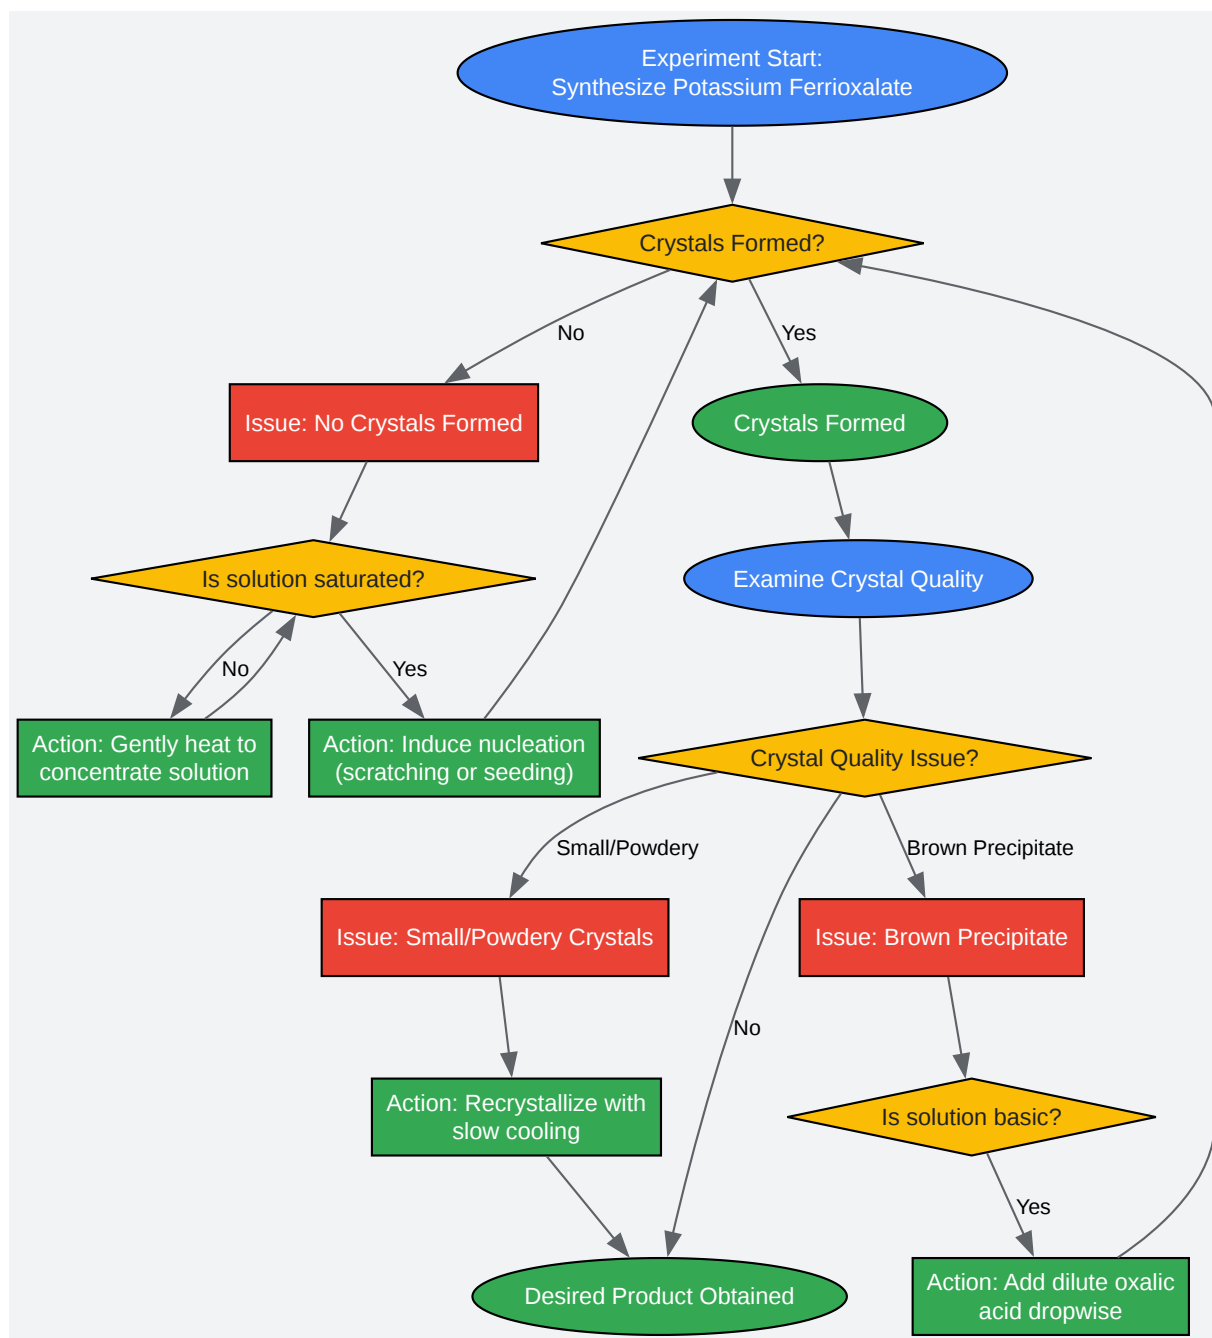 Experiment Start:
Synthesize Potassium Ferrioxalate
Crystals Formed?
No
Yes
Issue: No Crystals Formed
Crystals Formed
Is solution saturated?
Examine Crystal Quality
No
Yes
Action: Gently heat to
concentrate solution
Action: Induce nucleation
(scratching or seeding)
Crystal Quality Issue?
Small/Powdery
Brown Precipitate
Issue: Small/Powdery Crystals
Issue: Brown Precipitate
No
Action: Recrystallize with
slow cooling
Is solution basic?
Yes
Desired Product Obtained
Action: Add dilute oxalic
acid dropwise